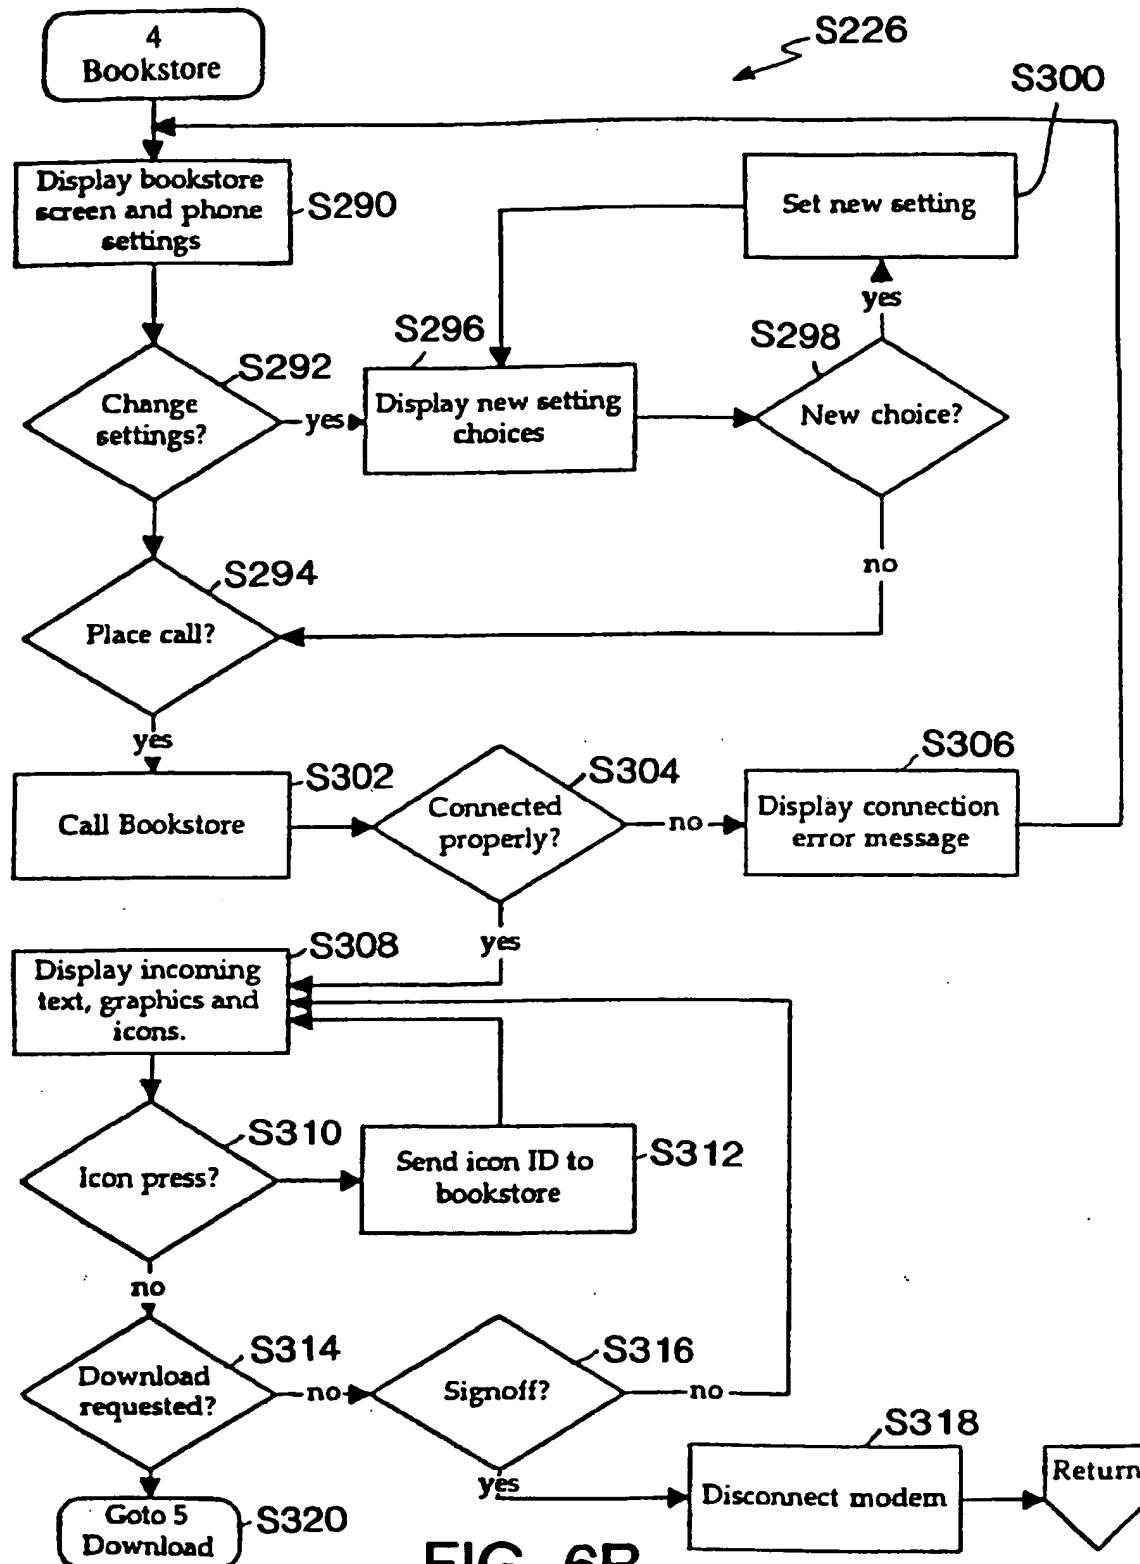 4
Bookstore
S226
S300
Display bookstore
screen and phone
settings
S290
Set new setting
yes
S296
S298
S292
Change
settings?
yes
Display new setting
choices
New choice?
no
S294
Place call?
yes
S302
Call Bookstore
S304
Connected
properly?
no
S306
Display connection
error message
yes
S308
Display incoming
text, graphics and
icons.
S310
Icon press?
Send icon ID to
bookstore
S312
no
S314
Download
requested?
no
S316
Signoff?
no
yes
S318
Disconnect modem
Return
Goto 5
Download
S320